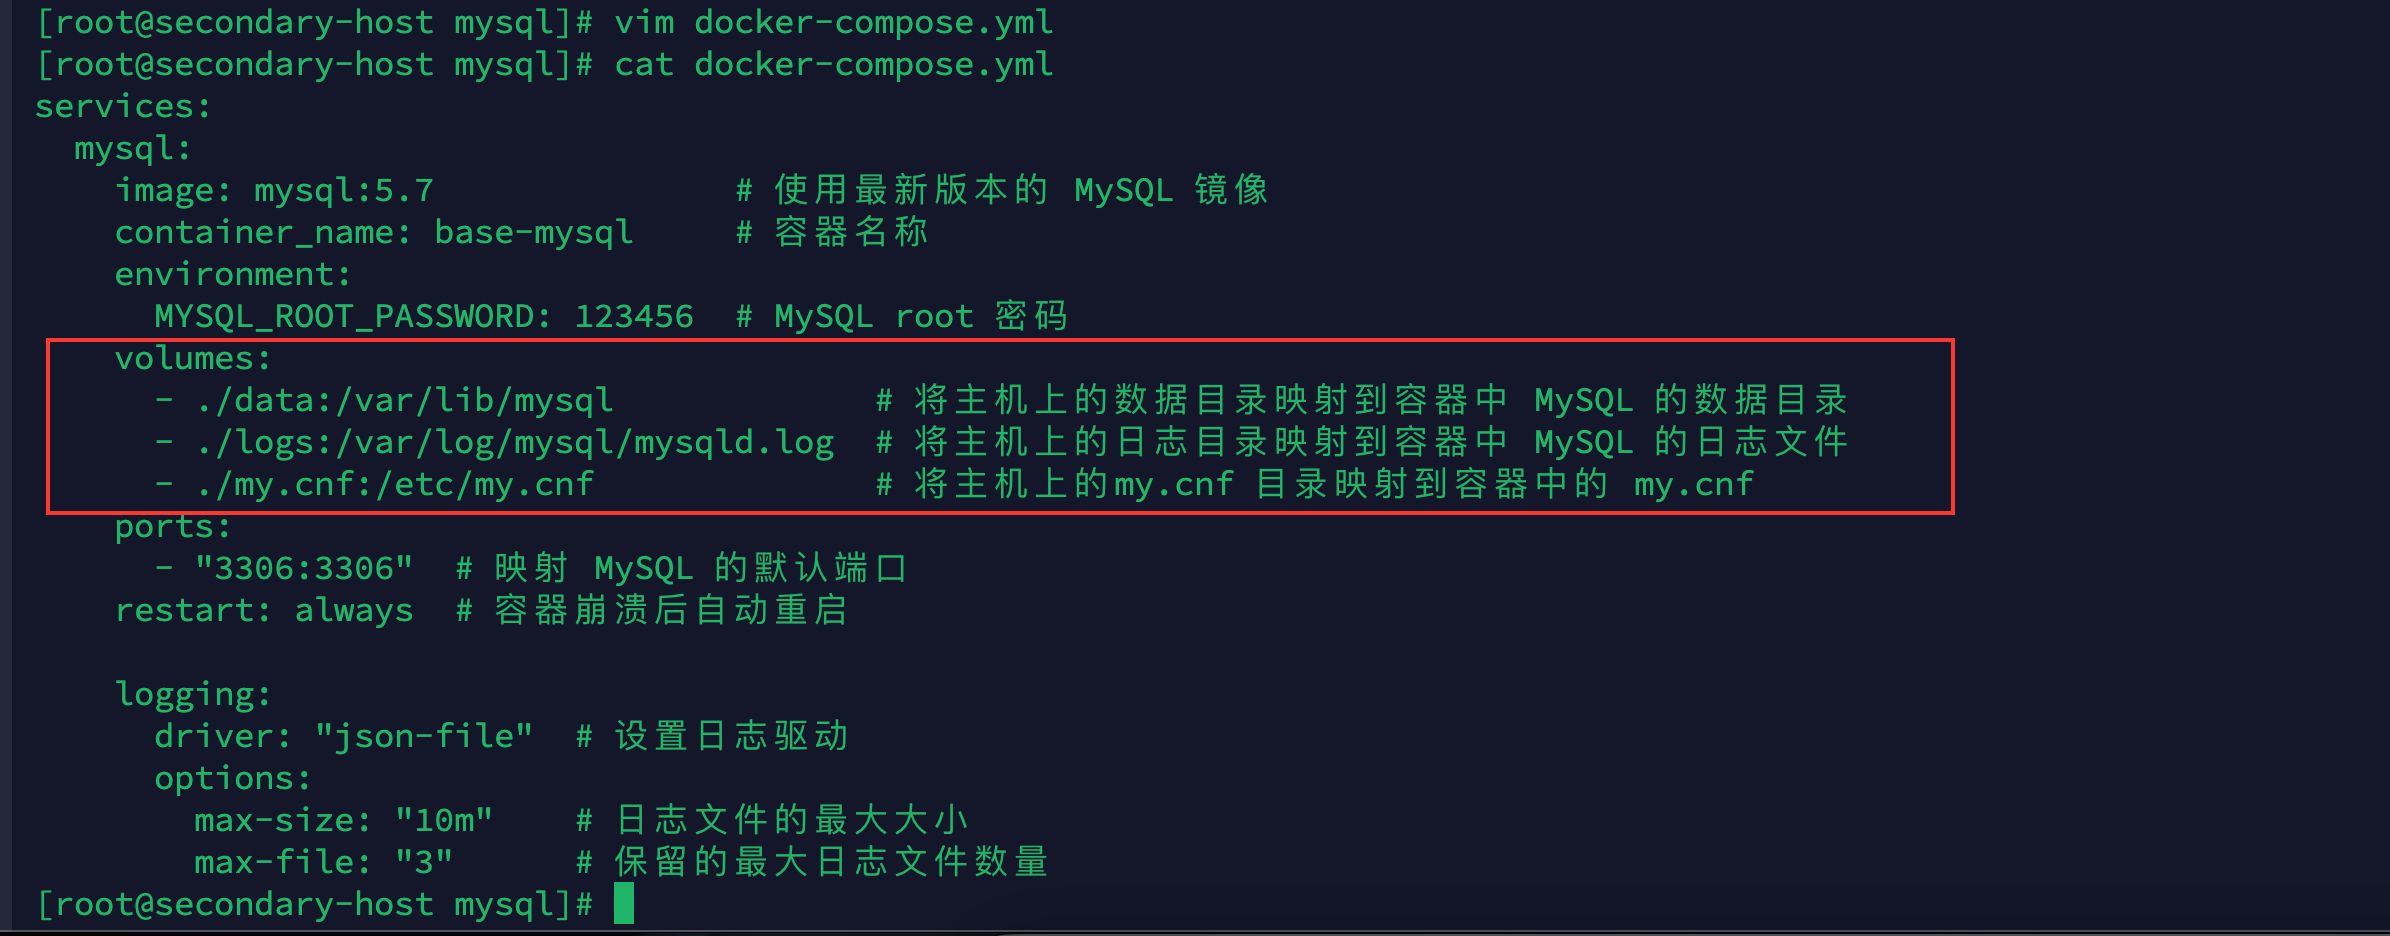 [root@secondary-host mysql]# vim docker-compose.yml
[root@secondary-host mysql]# cat docker-compose.yml
services:
  mysql:
    image: mysql:5.7               # 使用最新版本的 MySQL 镜像
    container_name: base-mysql     # 容器名称
    environment:
      MYSQL_ROOT_PASSWORD: 123456  # MySQL root 密码
    volumes:
      - ./data:/var/lib/mysql             # 将主机上的数据目录映射到容器中 MySQL 的数据目录
      - ./logs:/var/log/mysql/mysqld.log  # 将主机上的日志目录映射到容器中 MySQL 的日志文件
      - ./my.cnf:/etc/my.cnf              # 将主机上的my.cnf 目录映射到容器中的 my.cnf
    ports:
      - "3306:3306"  # 映射 MySQL 的默认端口
    restart: always  # 容器崩溃后自动重启
    logging:
      driver: "json-file"  # 设置日志驱动
      options:
        max-size: "10m"    # 日志文件的最大大小
        max-file: "3"      # 保留的最大日志文件数量
[root@secondary-host mysql]#